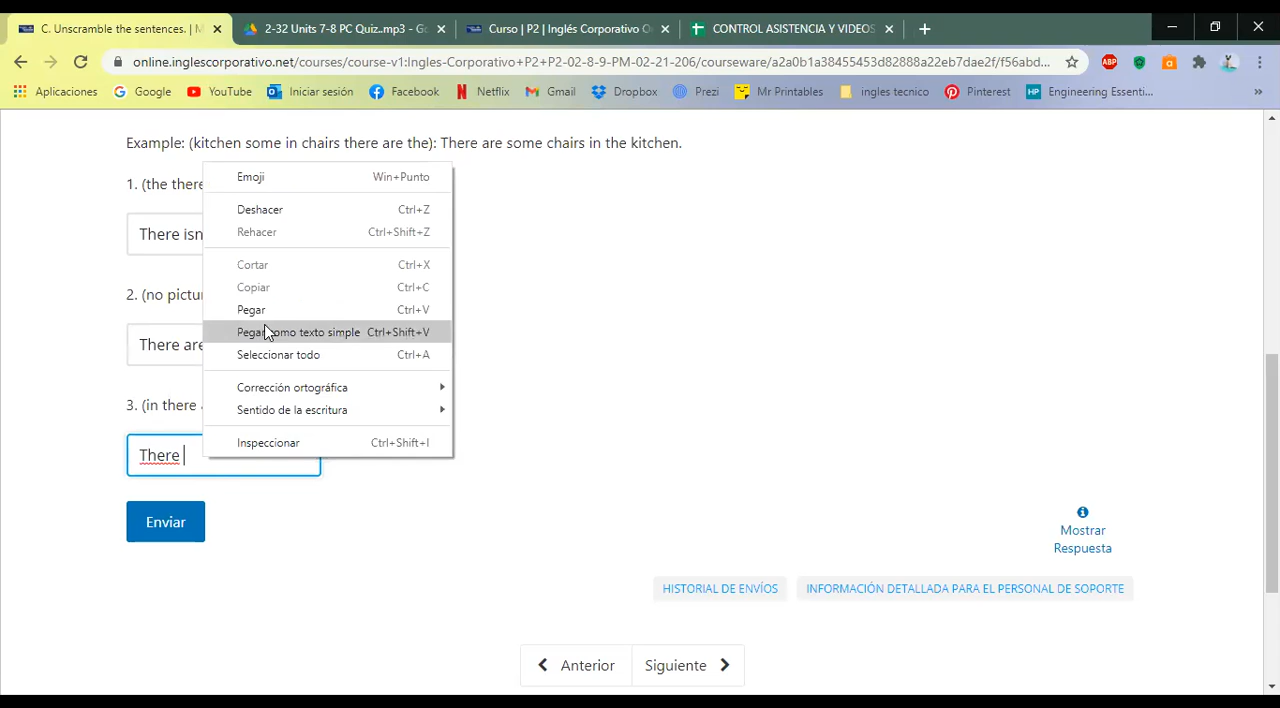 C. Unscramble the sentences. | M
2-32 Units 7-8 PC Quiz..mp3 - Go
Curso | P2 | Inglés Corporativo O
CONTROL ASISTENCIA Y VIDEOS
online.inglescorporativo.net/courses/course-v1:Ingles-Corporativo+P2+P2-02-8-9-PM-02-21-206/courseware/a2a0b1a38455453d82888a22eb7dae2f/f56abd...
ABP
Aplicaciones
Google
YouTube
Iniciar sesión
Facebook
Netflix
Gmail
Dropbox
Prezi
Mr Printables
ingles tecnico
Pinterest
HP Engineering Essenti...
»
Example: (kitchen some in chairs there are the): There are some chairs in the kitchen.
1. (the there
There isn
2. (no pictu
There are
3. (in there
There
Emoji Win+Punto
Deshacer Ctrl+Z
Rehacer Ctrl+Shift+Z
Cortar Ctrl+X
Copiar Ctrl+C
Pegar Ctrl+V
Pegar como texto simple Ctrl+Shift+V
Seleccionar todo Ctrl+A
Corrección ortográfica
Sentido de la escritura
Inspeccionar Ctrl+Shift+I
Enviar
Mostrar
Respuesta
HISTORIAL DE ENVÍOS
INFORMACIÓN DETALLADA PARA EL PERSONAL DE SOPORTE
Anterior
Siguiente